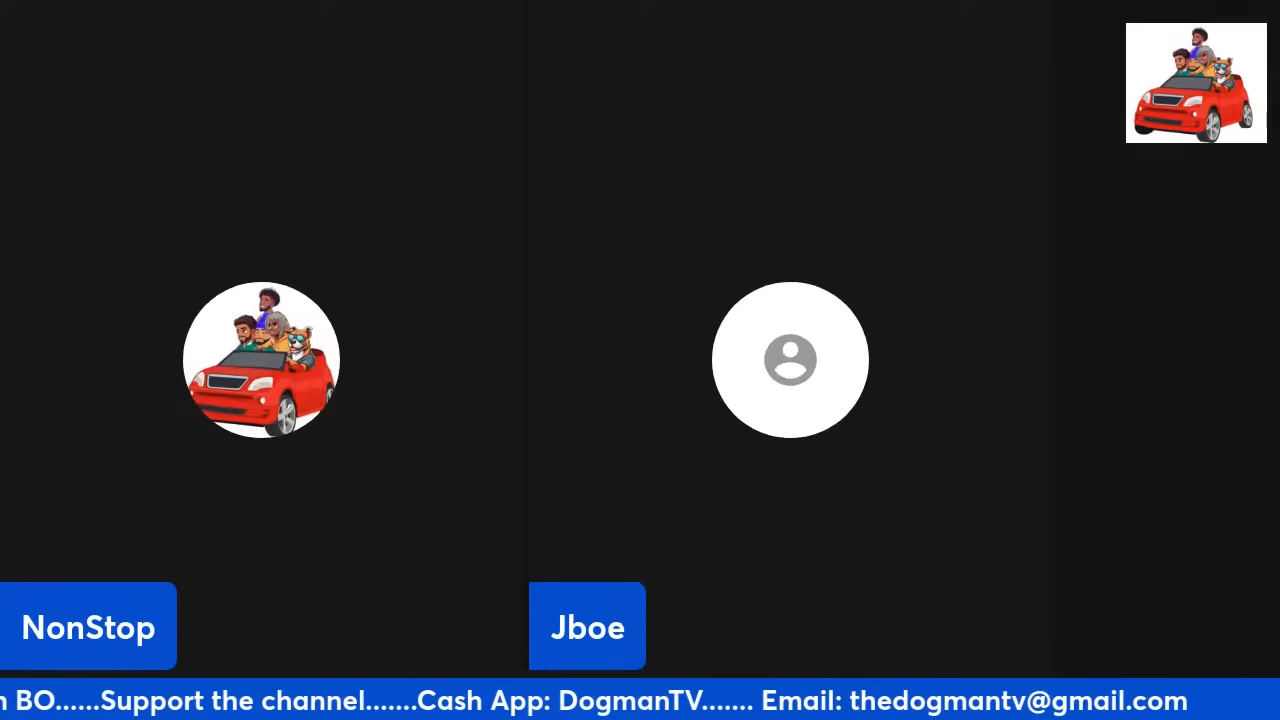 NonStop
Jboe
BO......Support the channel.......Cash App: DogmanTV....... Email: thedogmantv@gmail.com